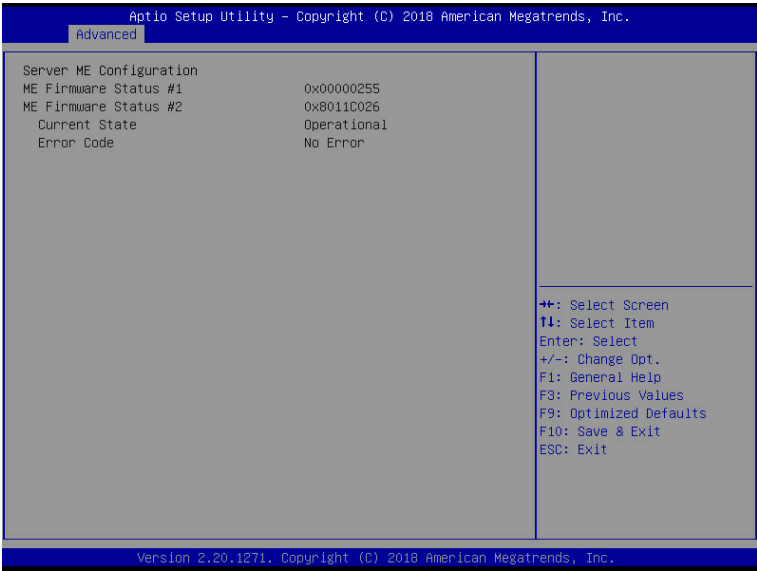 Aptio Setup Utility – Copyright (C) 2018 American Megatrends, Inc.
Advanced
Server ME Configuration
ME Firmware Status #1 0x00000255
ME Firmware Status #2 0x8011C026
Current State Operational
Error Code No Error
→←: Select Screen
↑↓: Select Item
Enter: Select
+/-: Change Opt.
F1: General Help
F3: Previous Values
F9: Optimized Defaults
F10: Save & Exit
ESC: Exit
Version 2.20.1271. Copyright (C) 2018 American Megatrends, Inc.